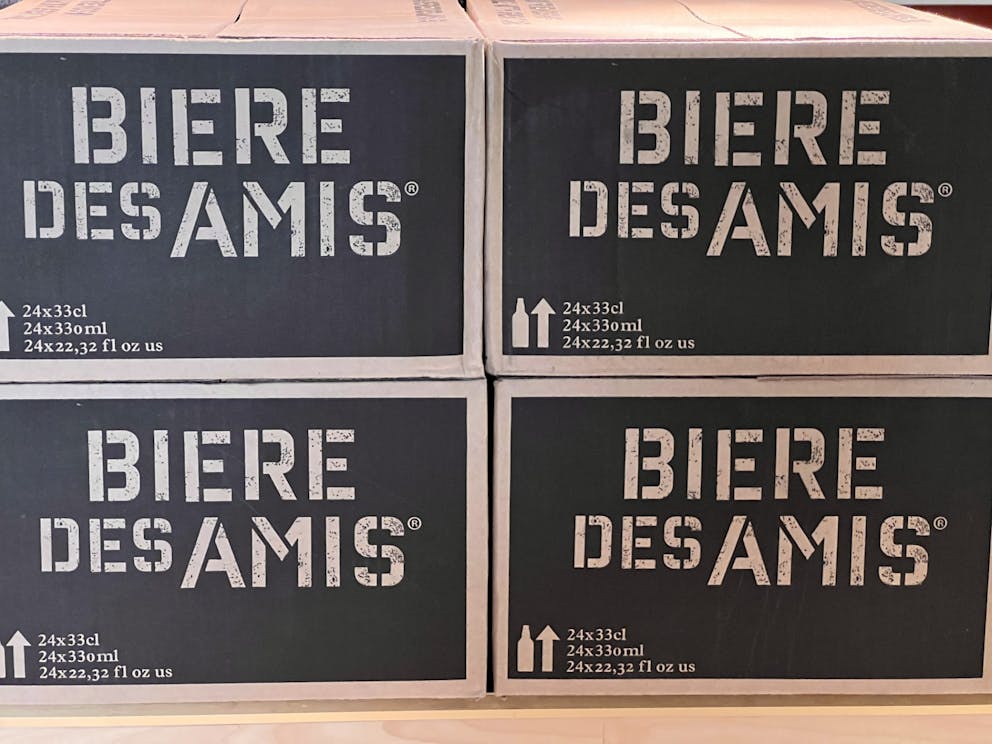 BIERE
DES AMIS®
24x33cl
24x330ml
24x22,32 fl oz us
BIERE
DES AMIS®
24x33cl
24x330ml
24x22,32 fl oz us
BIERE
DES AMIS®
24x33cl
24x330ml
24x22,32 fl oz us
BIERE
DES AMIS®
24x33cl
24x330ml
24x22,32 fl oz us